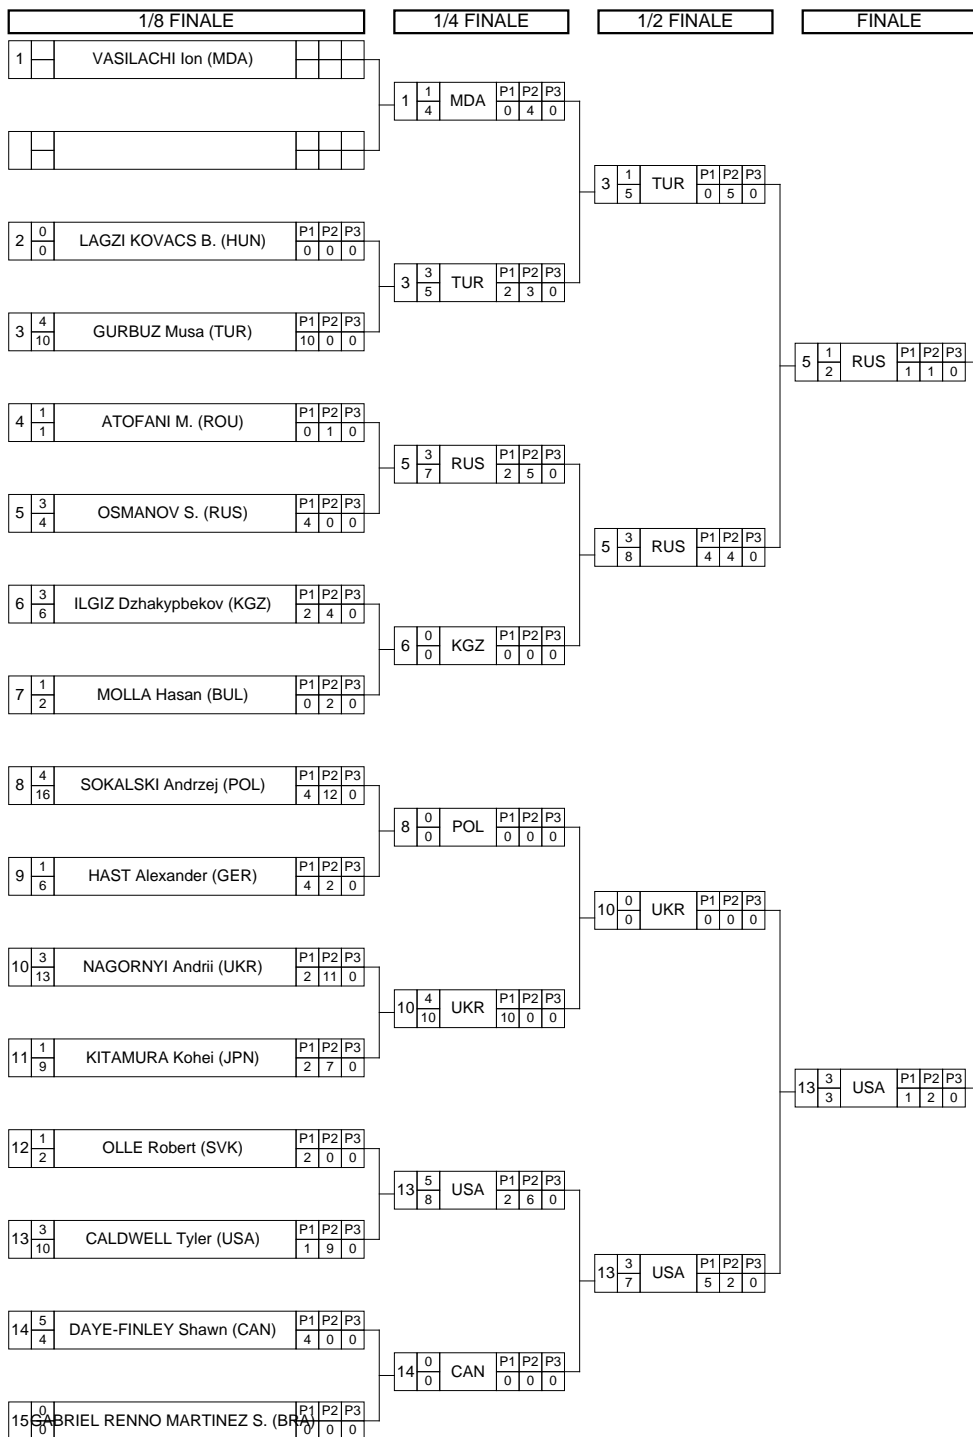 1/8 FINALE 1/4 FINALE 1/2 FINALE FINALE
1 VASILACHI Ion (MDA)
1 1 4 MDA P1 P2 P3 0 4 0
3 1 5 TUR P1 P2 P3 0 5 0
2 0 0 LAGZI KOVACS B. (HUN) P1 P2 P3 0 0 0
3 3 5 TUR P1 P2 P3 2 3 0
3 4 10 GURBUZ Musa (TUR) P1 P2 P3 10 0 0
5 1 2 RUS P1 P2 P3 1 1 0
4 1 1 ATOFANI M. (ROU) P1 P2 P3 0 1 0
5 3 7 RUS P1 P2 P3 2 5 0
5 3 4 OSMANOV S. (RUS) P1 P2 P3 4 0 0
5 3 8 RUS P1 P2 P3 4 4 0
6 3 6 ILGIZ Dzhakypbekov (KGZ) P1 P2 P3 2 4 0
6 0 0 KGZ P1 P2 P3 0 0 0
7 1 2 MOLLA Hasan (BUL) P1 P2 P3 0 2 0
8 4 16 SOKALSKI Andrzej (POL) P1 P2 P3 4 12 0
8 0 0 POL P1 P2 P3 0 0 0
9 1 6 HAST Alexander (GER) P1 P2 P3 4 2 0
10 0 0 UKR P1 P2 P3 0 0 0
10 3 13 NAGORNYI Andrii (UKR) P1 P2 P3 2 11 0
10 4 10 UKR P1 P2 P3 10 0 0
11 1 9 KITAMURA Kohei (JPN) P1 P2 P3 2 7 0
13 3 3 USA P1 P2 P3 1 2 0
12 1 2 OLLE Robert (SVK) P1 P2 P3 2 0 0
13 5 8 USA P1 P2 P3 2 6 0
13 3 10 CALDWELL Tyler (USA) P1 P2 P3 1 9 0
13 3 7 USA P1 P2 P3 5 2 0
14 5 4 DAYE-FINLEY Shawn (CAN) P1 P2 P3 4 0 0
14 0 0 CAN P1 P2 P3 0 0 0
15 0 0 GABRIEL RENNO MARTINEZ S. (BRA) P1 P2 P3 0 0 0